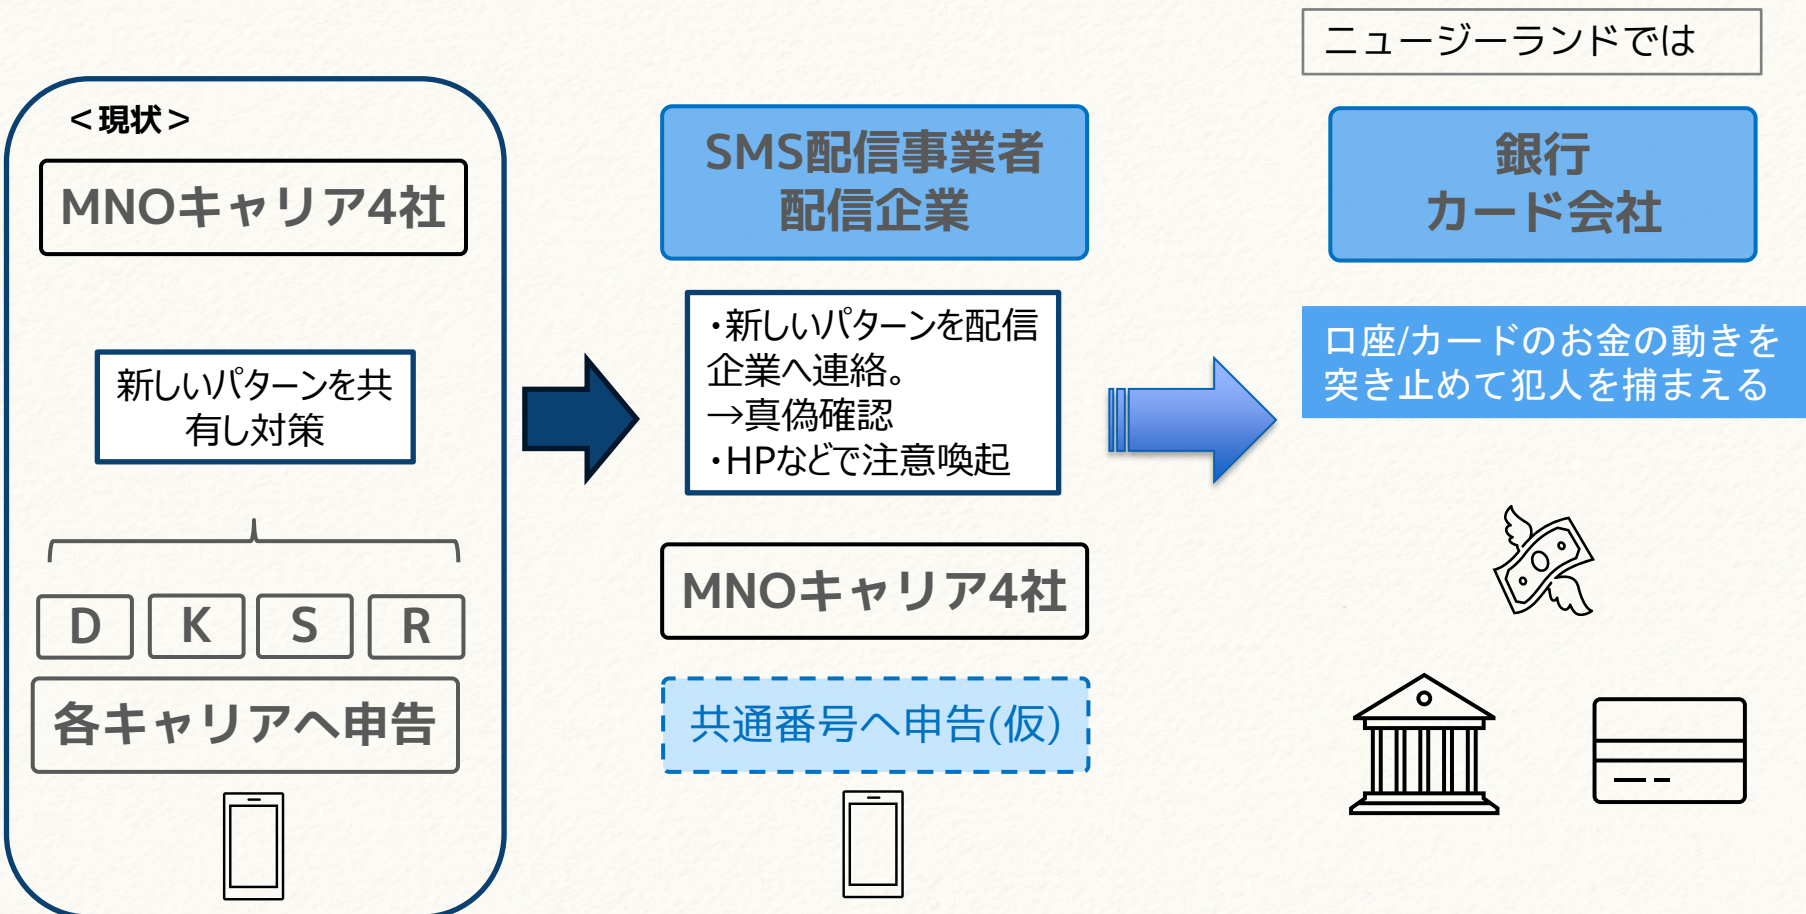 ニュージーランドでは
＜現状＞
MNOキャリア4社
新しいパターンを共
有し対策
D K S R
各キャリアへ申告
SMS配信事業者
配信企業
・新しいパターンを配信
企業へ連絡。
→真偽確認
・HPなどで注意喚起
MNOキャリア4社
共通番号へ申告(仮)
銀行
カード会社
口座/カードのお金の動きを
突き止めて犯人を捕まえる